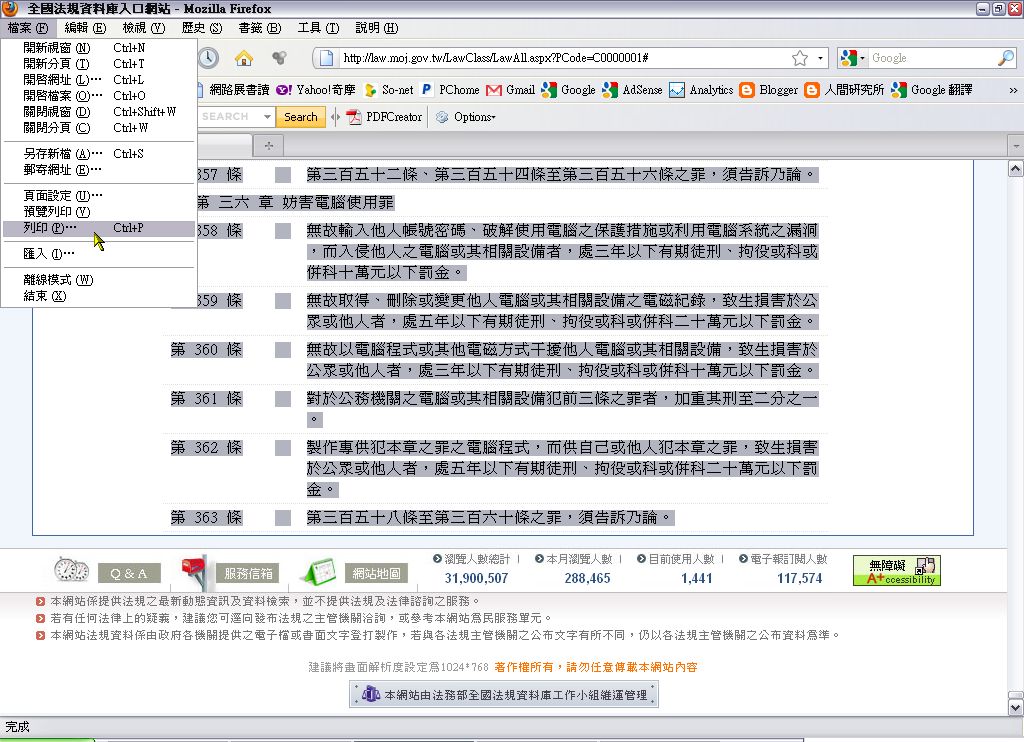 全國法規資料庫入口網站 - Mozilla Firefox
檔案(F) 編輯(E) 檢視(V) 歷史(S) 書籤(B) 工具(T) 說明(H)
開新視窗(N) Ctrl+N
開新分頁(T) Ctrl+T
開啓網址(L)... Ctrl+L
開啓檔案(O)... Ctrl+O
關閉視窗(D) Ctrl+Shift+W
關閉分頁(C) Ctrl+W
另存新檔(A)... Ctrl+S
郵寄網址(E)...
頁面設定(U)...
預覽列印(V)
列印(P)... Ctrl+P
匯入(I)...
離線模式(W)
結束(X)
http://law.moj.gov.tw/LawClass/LawAll.aspx?PCode=C0000001#
Google
網路展書讀 Yahoo!奇摩 So-net PChome Gmail Google AdSense Analytics Blogger 人間研究所 Google 翻譯 »
SEARCH Search PDFCreator Options
357 條 第三百五十二條、第三百五十四條至第三百五十六條之罪，須告訴乃論。
第 三六 章 妨害電腦使用罪
358 條 無故輸入他人帳號密碼、破解使用電腦之保護措施或利用電腦系統之漏洞
，而入侵他人之電腦或其相關設備者，處三年以下有期徒刑、拘役或科或
併科十萬元以下罰金。
359 條 無故取得、刪除或變更他人電腦或其相關設備之電磁紀錄，致生損害於公
眾或他人者，處五年以下有期徒刑、拘役或科或併科二十萬元以下罰金。
第 360 條 無故以電腦程式或其他電磁方式干擾他人電腦或其相關設備，致生損害於
公眾或他人者，處三年以下有期徒刑、拘役或科或併科十萬元以下罰金。
第 361 條 對於公務機關之電腦或其相關設備犯前三條之罪者，加重其刑至二分之一
。
第 362 條 製作專供犯本章之罪之電腦程式，而供自己或他人犯本章之罪，致生損害
於公眾或他人者，處五年以下有期徒刑、拘役或科或併科二十萬元以下罰
金。
第 363 條 第三百五十八條至第三百六十條之罪，須告訴乃論。
Q & A 服務信箱 網站地圖
瀏覽人數總計 | 本月瀏覽人數 | 目前使用人數 | 電子報訂閱人數
31,900,507 288,465 1,441 117,574
無障礙
A+ccessibility
本網站係提供法規之最新動態資訊及資料檢索，並不提供法規及法律諮詢之服務。
若有任何法律上的疑義，建議您可逕向發布法規之主管機關洽詢，或參考本網站為民服務單元。
本網站法規資料係由政府各機關提供之電子檔或書面文字登打製作，若與各法規主管機關之公布文字有所不同，仍以各法規主管機關之公布資料為準。
建議將畫面解析度設定為1024*768 著作權所有，請勿任意轉載本網站內容
本網站由法務部全國法規資料庫工作小組維運管理
完成